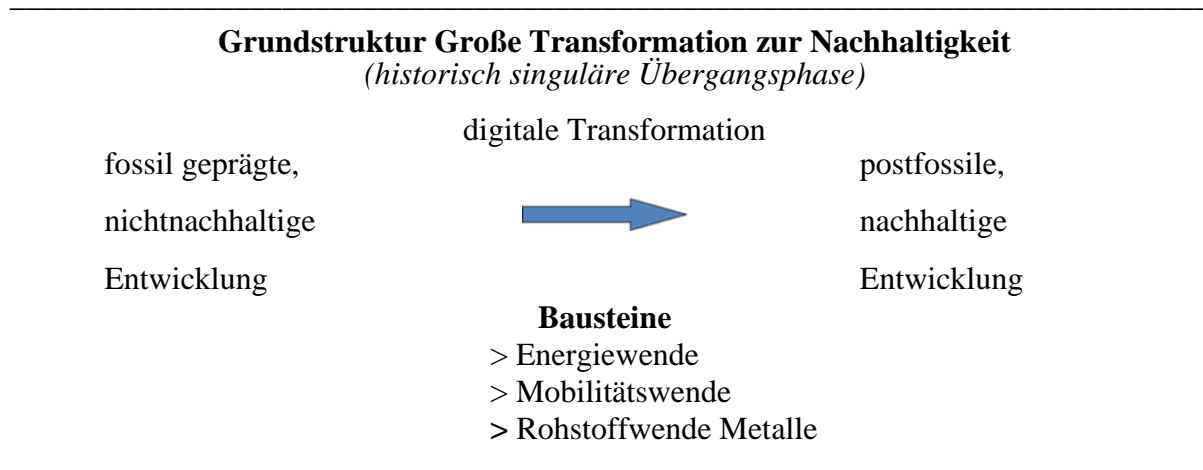 Grundstruktur Große Transformation zur Nachhaltigkeit
(historisch singuläre Übergangsphase)
digitale Transformation
fossil geprägte,
nichtnachhaltige
Entwicklung
postfossile,
nachhaltige
Entwicklung
Bausteine
> Energiewende
> Mobilitätswende
> Rohstoffwende Metalle